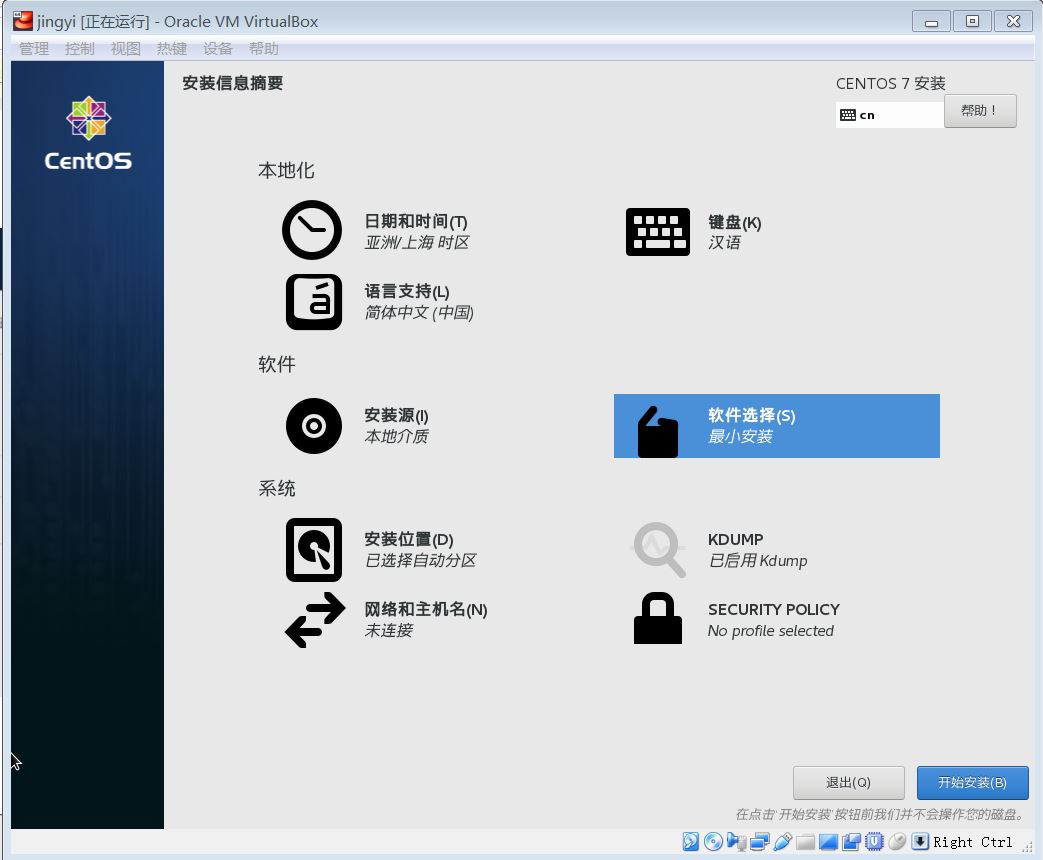 jingyi [正在运行] - Oracle VM VirtualBox
管理 控制 视图 热键 设备 帮助
安装信息摘要
CENTOS 7 安装
cn
帮助！
CentOS
本地化
日期和时间(T)
亚洲/上海 时区
键盘(K)
汉语
语言支持(L)
简体中文 (中国)
软件
安装源(I)
本地介质
软件选择(S)
最小安装
系统
安装位置(D)
已选择自动分区
KDUMP
已启用 Kdump
网络和主机名(N)
未连接
SECURITY POLICY
No profile selected
退出(Q)
开始安装(B)
在点击'开始安装'按钮前我们并不会操作您的磁盘。
Right Ctrl